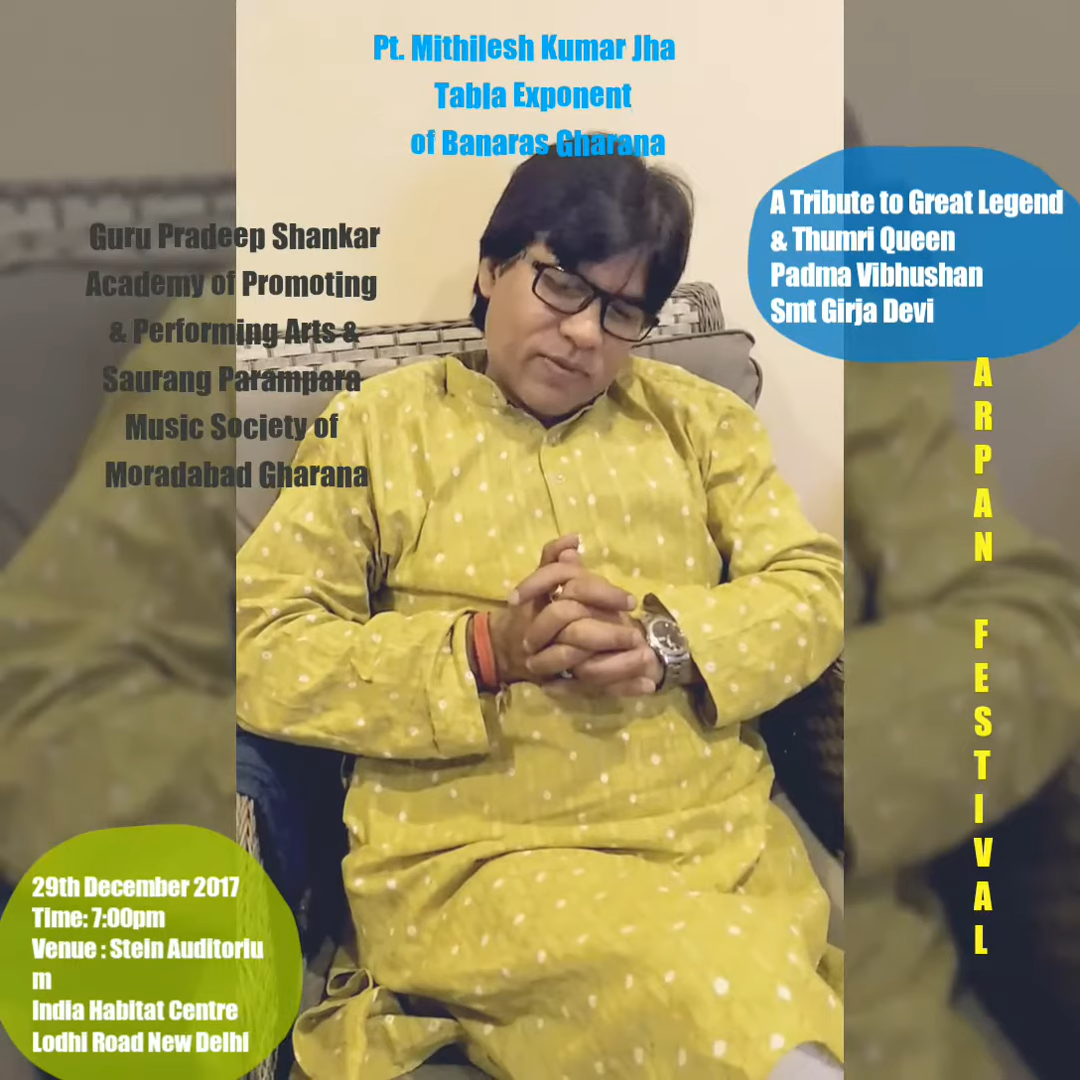 Pt. Mithilesh Kumar Jha
Tabla Exponent
of Banaras Gharana
A Tribute to Great Legend
& Thumri Queen
Padma Vibhushan
Smt Girja Devi
Guru Pradeep Shankar
Academy of Promoting
& Performing Arts &
Saurang Parampara
Music Society of
Moradabad Gharana
ARPAN FESTIVAL
29th December 2017
Time: 7:00pm
Venue : Stein Auditoriu
m
India Habitat Centre
Lodhi Road New Delhi